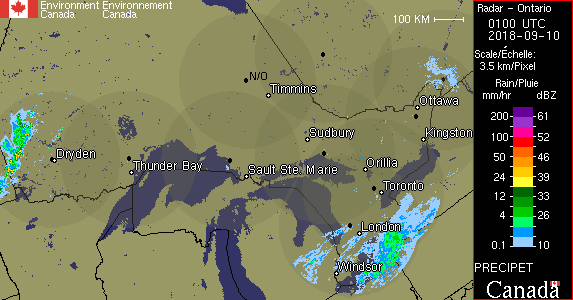 Environment Environnement
Canada Canada
100 KM
N/O
Timmins
Ottawa
Sudbury
Kingston
Dryden
Thunder Bay
Sault Ste. Marie
Orillia
Toronto
London
Windsor
Radar - Ontario
0100 UTC
2018-09-10
Scale/Échelle:
3.5 km/Pixel
Rain/Pluie
mm/hr dBZ
200 61
100 52
50 46
24 39
12 33
4 26
0.1 10
PRECIPET
Canada